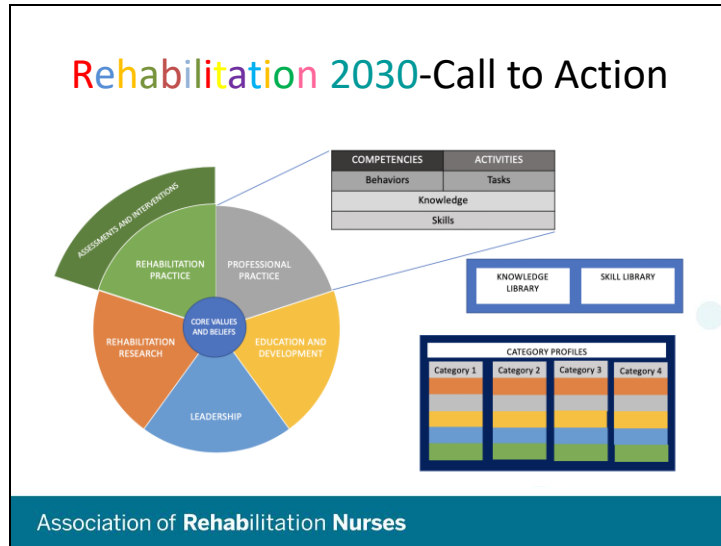 Rehabilitation 2030-Call to Action
COMPETENCIES ACTIVITIES
Behaviors Tasks
Knowledge
Skills
ASSESSMENTS AND INTERVENTIONS
REHABILITATION
PRACTICE
PROFESSIONAL
PRACTICE
CORE VALUES
AND BELIEFS
REHABILITATION
RESEARCH
EDUCATION AND
DEVELOPMENT
LEADERSHIP
KNOWLEDGE
LIBRARY
SKILL LIBRARY
CATEGORY PROFILES
Category 1 Category 2 Category 3 Category 4
Association of Rehabilitation Nurses